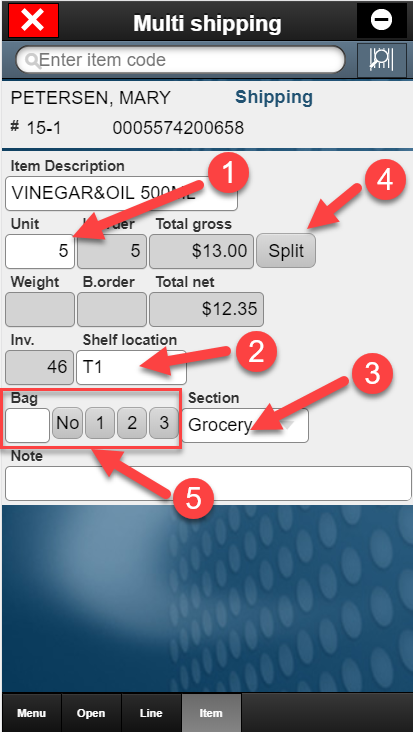 Multi shipping
Enter item code
PETERSEN, MARY Shipping
# 15-1 0005574200658
Item Description
1
VINEGAR&OIL 500ML
4
Unit order Total gross
5 5 $13.00 Split
Weight B.order Total net
$12.35
Inv. Shelf location
2
46 T1
3
Bag Section
No 1 2 3 Grocery
Note
5
Menu Open Line Item